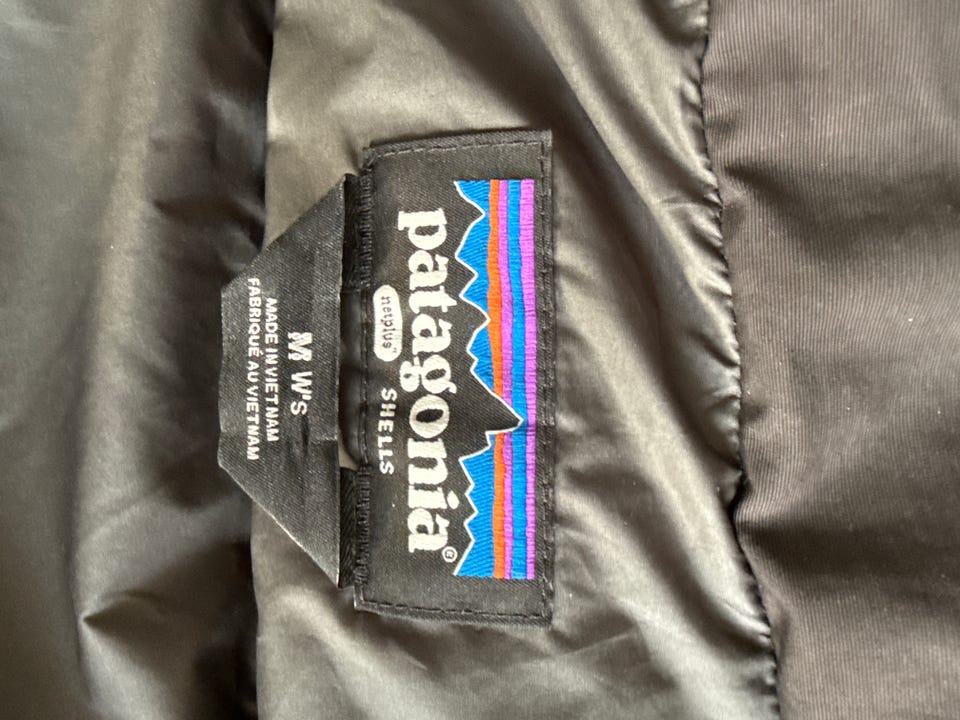 patagonia®
netplus® SHELLS
M W's
MADE IN VIETNAM
FABRIQUÉ AU VIETNAM